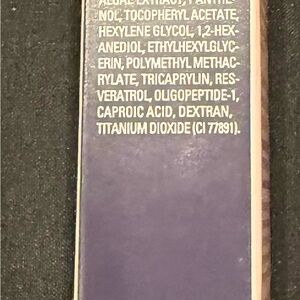 ALGAE EXTRACT, PANTHE-
NOL, TOCOPHERYL ACETATE,
HEXYLENE GLYCOL, 1,2-HEX-
ANEDIOL, ETHYLHEXYLGLYC-
ERIN, POLYMETHYL METHAC-
RYLATE, TRICAPRYLIN, RES-
VERATROL, OLIGOPEPTIDE-1,
CAPROIC ACID, DEXTRAN,
TITANIUM DIOXIDE (CI 77891).